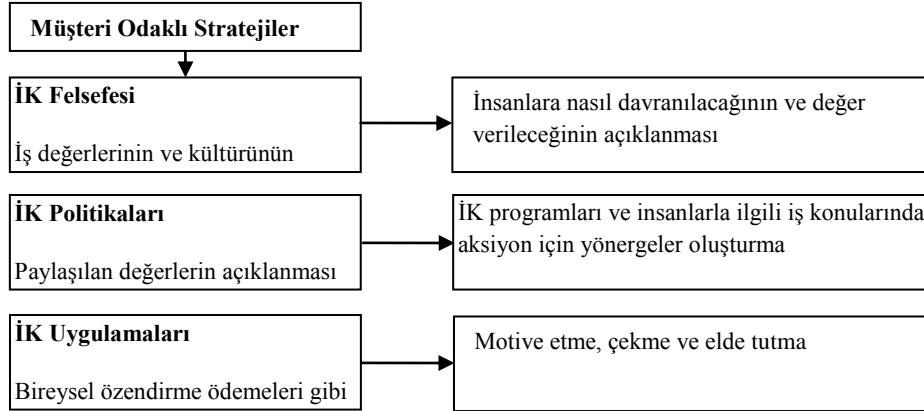 Müşteri Odaklı Stratejiler
İK Felsefesi
İş değerlerinin ve kültürünün
İnsanlara nasıl davranılacağının ve değer
verileceğinin açıklanması
İK Politikaları
Paylaşılan değerlerin açıklanması
İK programları ve insanlarla ilgili iş konularında
aksiyon için yönergeler oluşturma
İK Uygulamaları
Bireysel özendirme ödemeleri gibi
Motive etme, çekme ve elde tutma